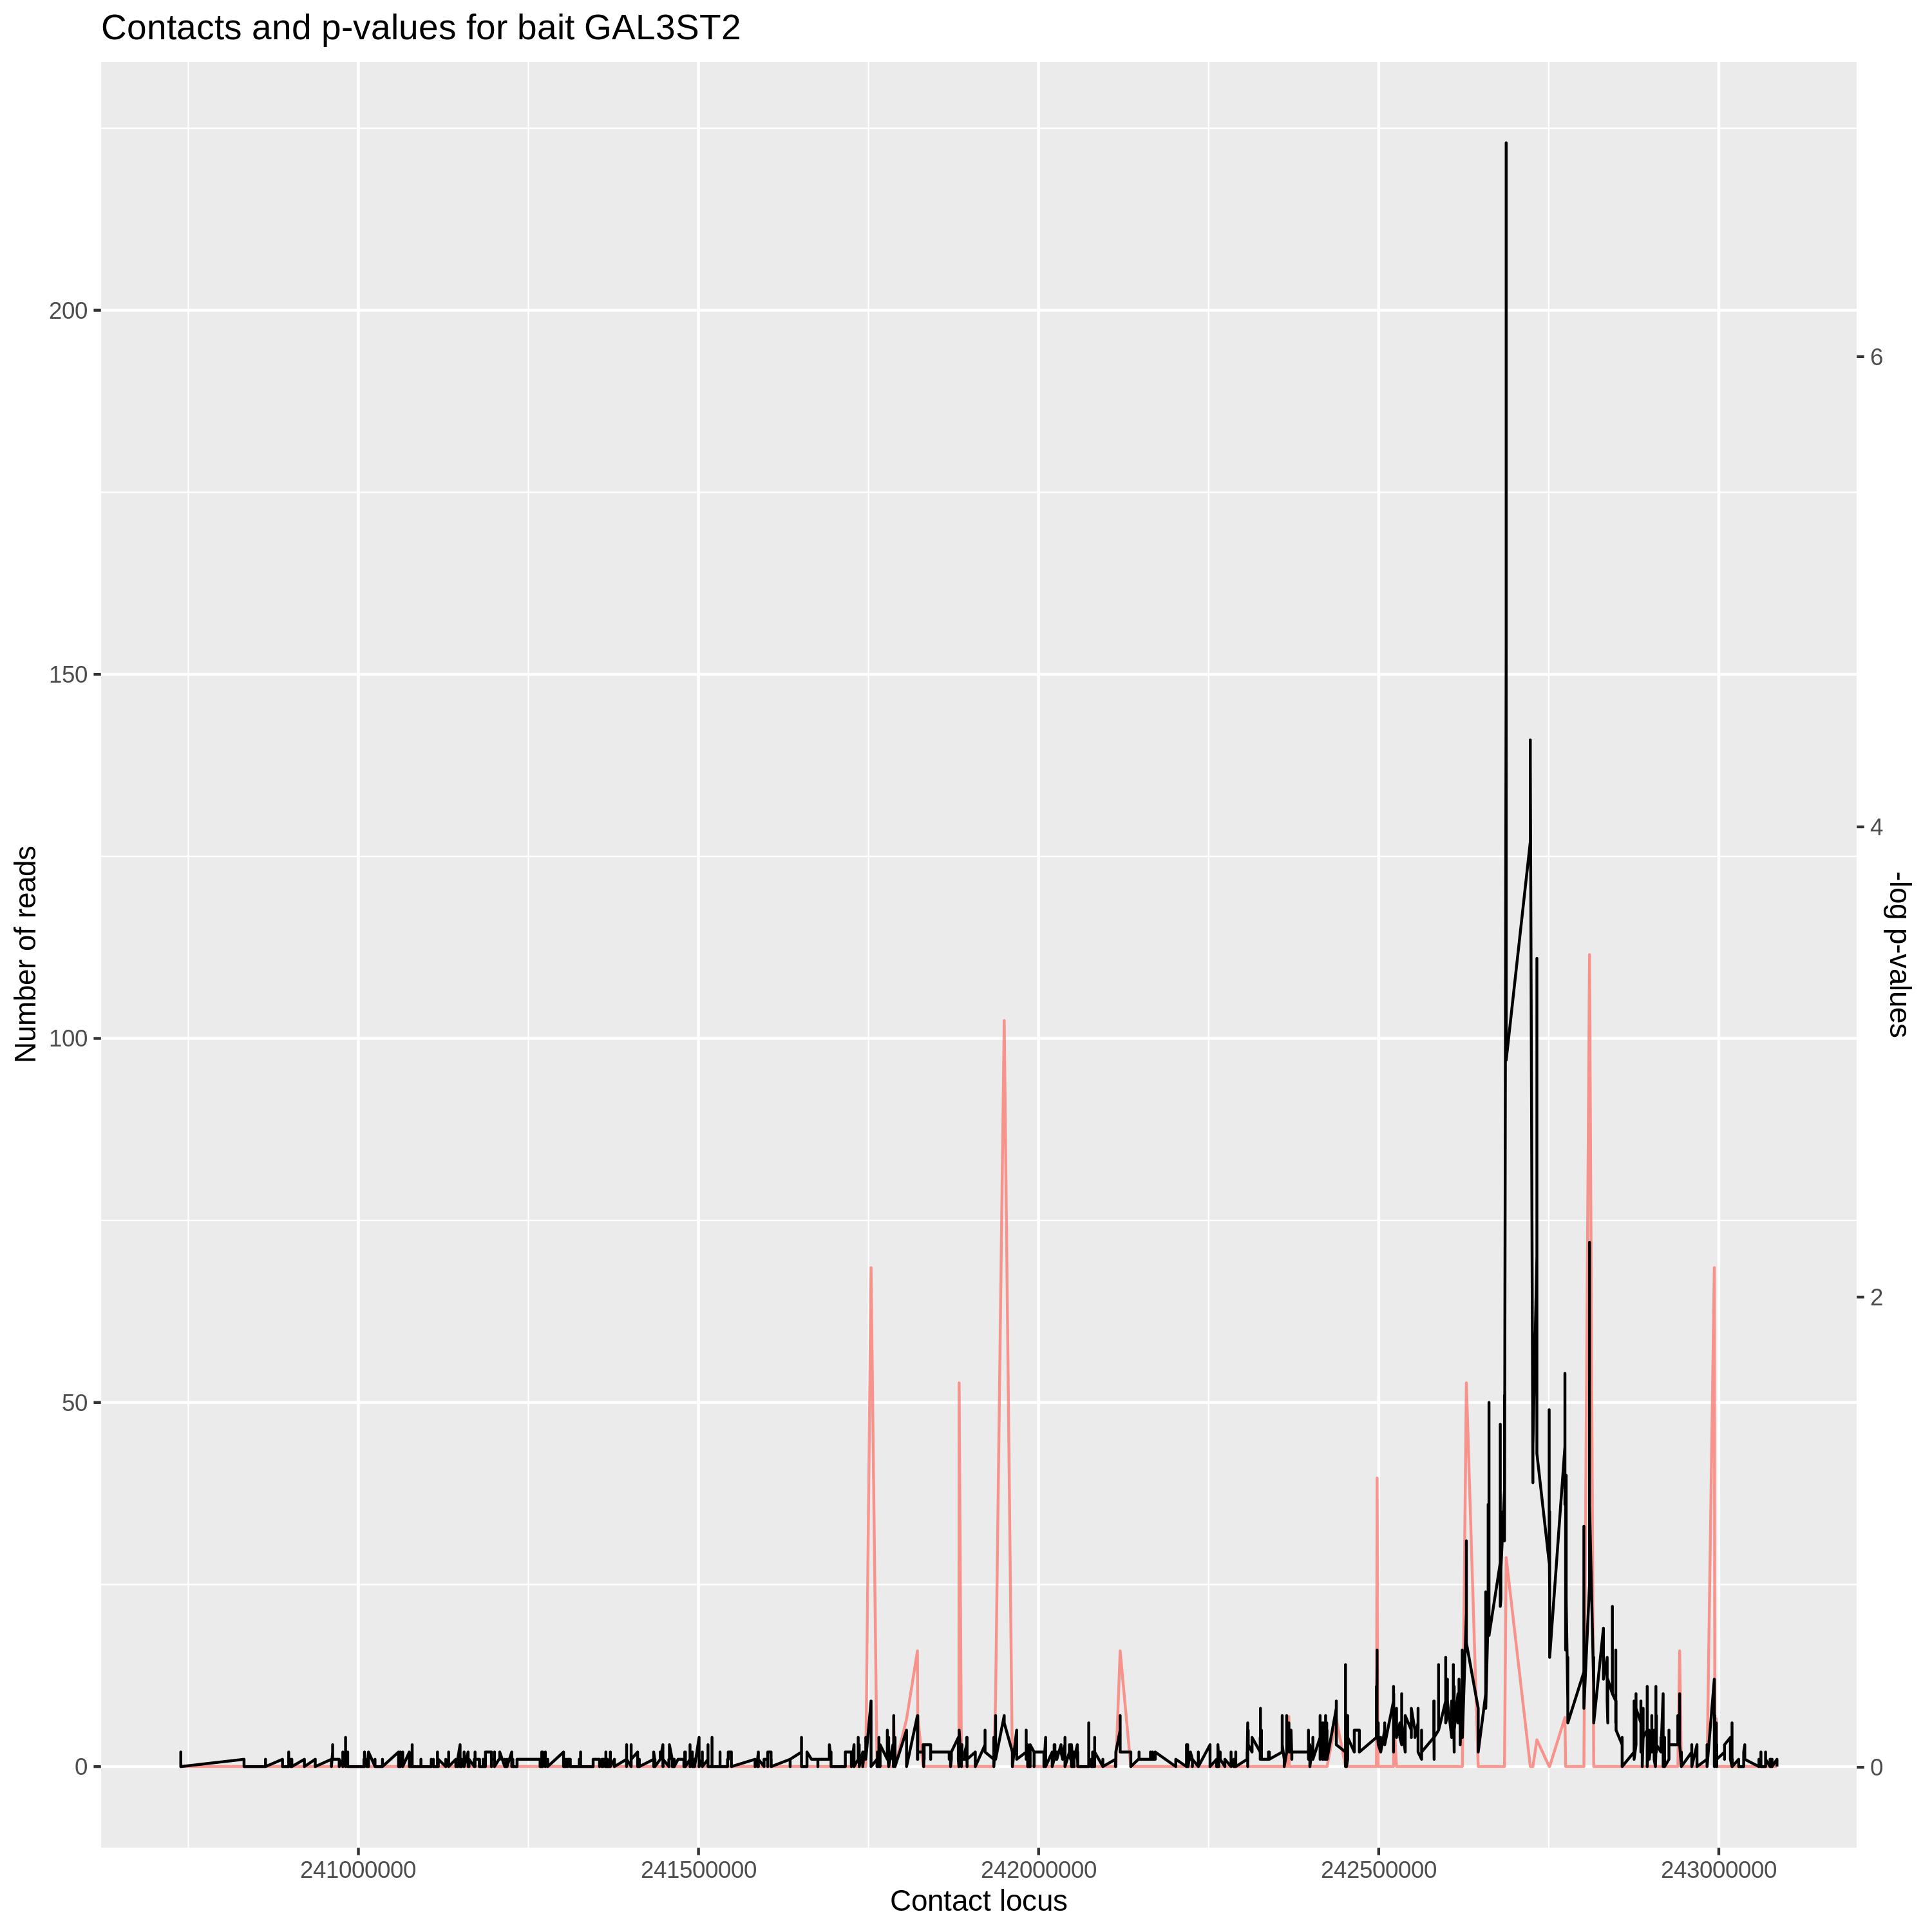 Contacts and p-values for bait GAL3ST2
Number of reads
200
150
100
50
0
6
4
2
0
-log p-values
241000000 241500000 242000000 242500000 243000000
Contact locus